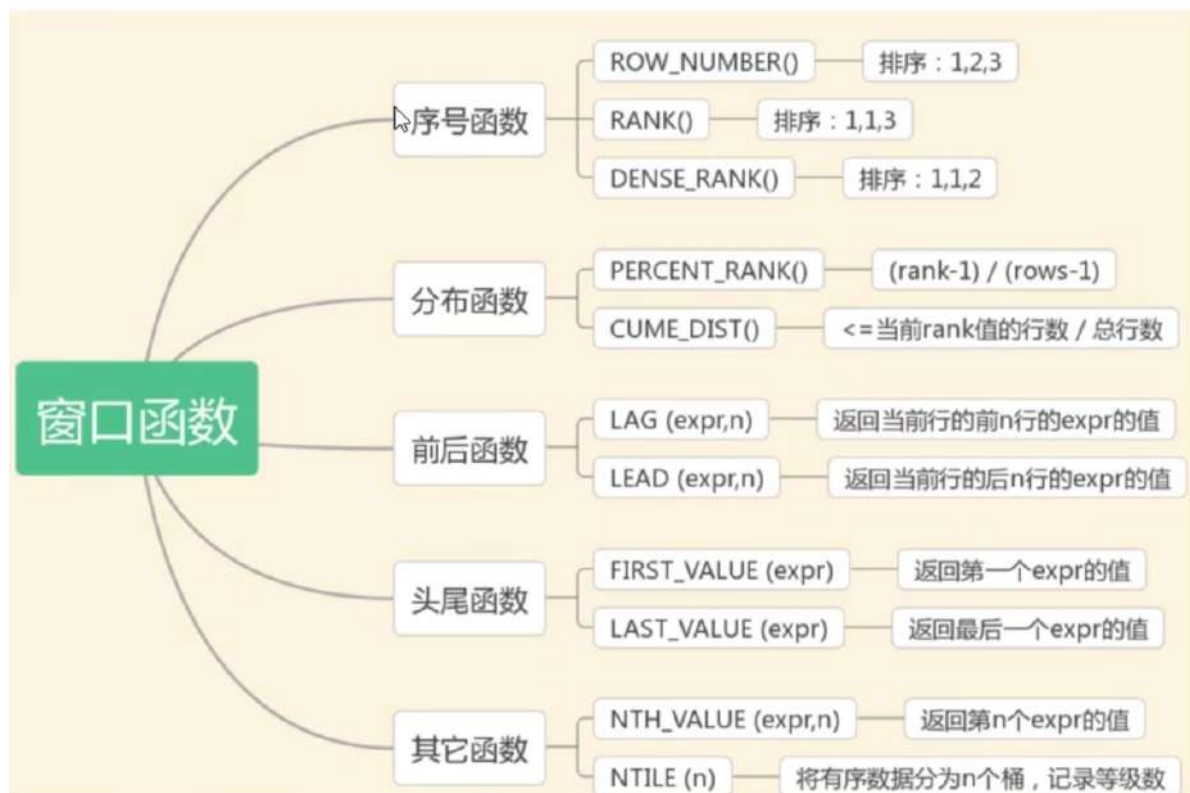 窗口函数
序号函数
ROW_NUMBER()
排序：1,2,3
RANK()
排序：1,1,3
DENSE_RANK()
排序：1,1,2
分布函数
PERCENT_RANK()
(rank-1) / (rows-1)
CUME_DIST()
<=当前rank值的行数 / 总行数
前后函数
LAG (expr,n)
返回当前行的前n行的expr的值
LEAD (expr,n)
返回当前行的后n行的expr的值
头尾函数
FIRST_VALUE (expr)
返回第一个expr的值
LAST_VALUE (expr)
返回最后一个expr的值
其它函数
NTH_VALUE (expr,n)
返回第n个expr的值
NTILE (n)
将有序数据分为n个桶，记录等级数